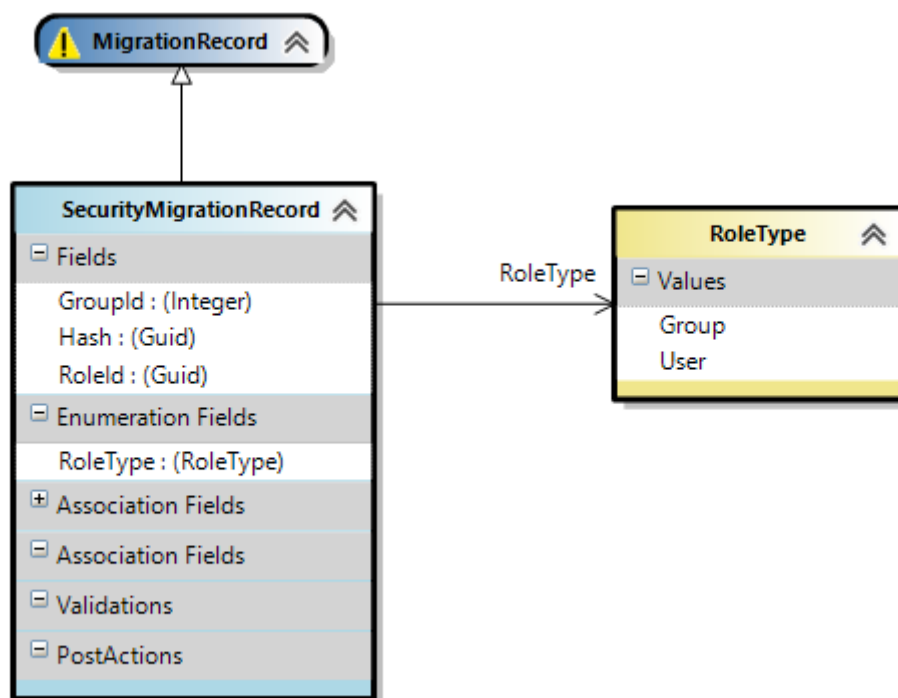 MigrationRecord
SecurityMigrationRecord
Fields
GroupId : (Integer)
Hash : (Guid)
RoleId : (Guid)
Enumeration Fields
RoleType : (RoleType)
Association Fields
Association Fields
Validations
PostActions
RoleType
RoleType
Values
Group
User